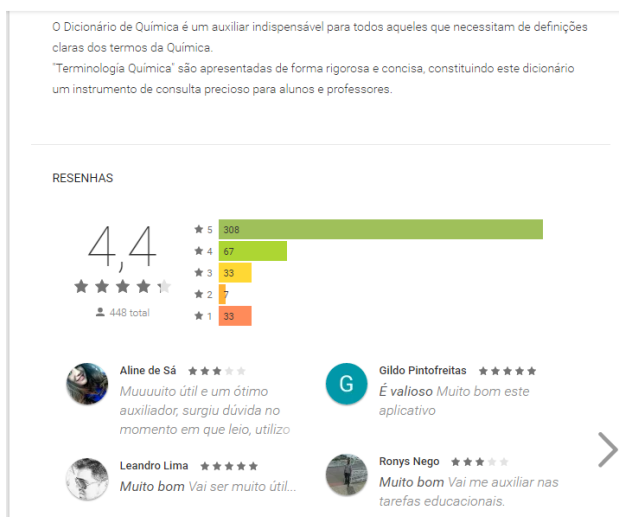 O Dicionário de Química é um auxiliar indispensável para todos aqueles que necessitam de definições
claras dos termos da Química.
"Terminología Química" são apresentadas de forma rigorosa e concisa, constituindo este dicionário
um instrumento de consulta precioso para alunos e professores.
RESENHAS
4,4
448 total
5 308
4 67
3 33
2 7
1 33
Aline de Sá
Muuuuito útil e um ótimo
auxiliador, surgiu dúvida no
momento em que leio, utilizo
G
Gildo Pintofreitas
É valioso Muito bom este
aplicativo
Leandro Lima
Muito bom Vai ser muito útil...
Ronys Nego
Muito bom Vai me auxiliar nas
tarefas educacionais.